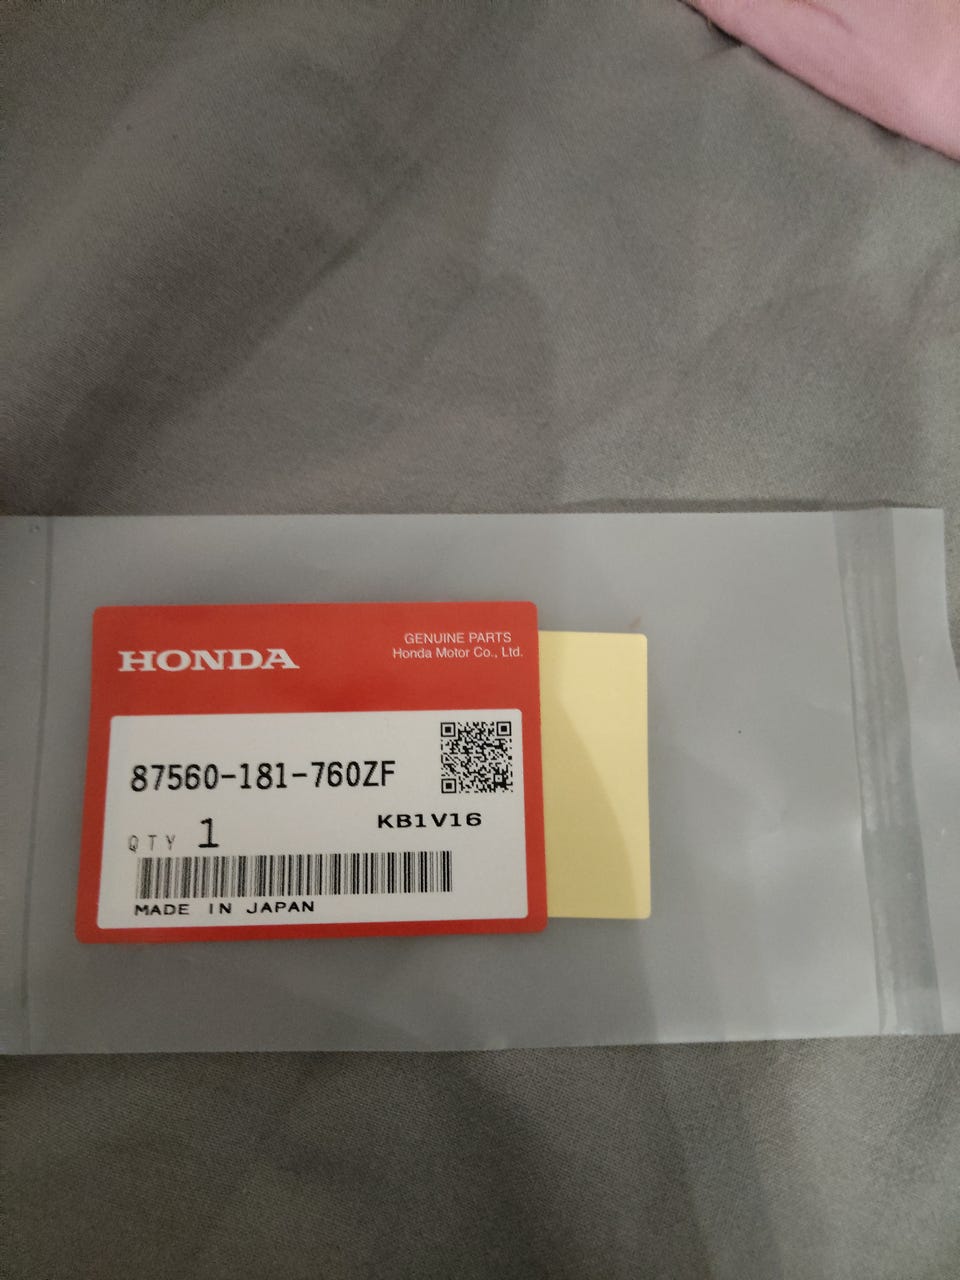 HONDA
GENUINE PARTS
Honda Motor Co., Ltd.
87560-181-760ZF
KB1V16
QTY 1
MADE IN JAPAN